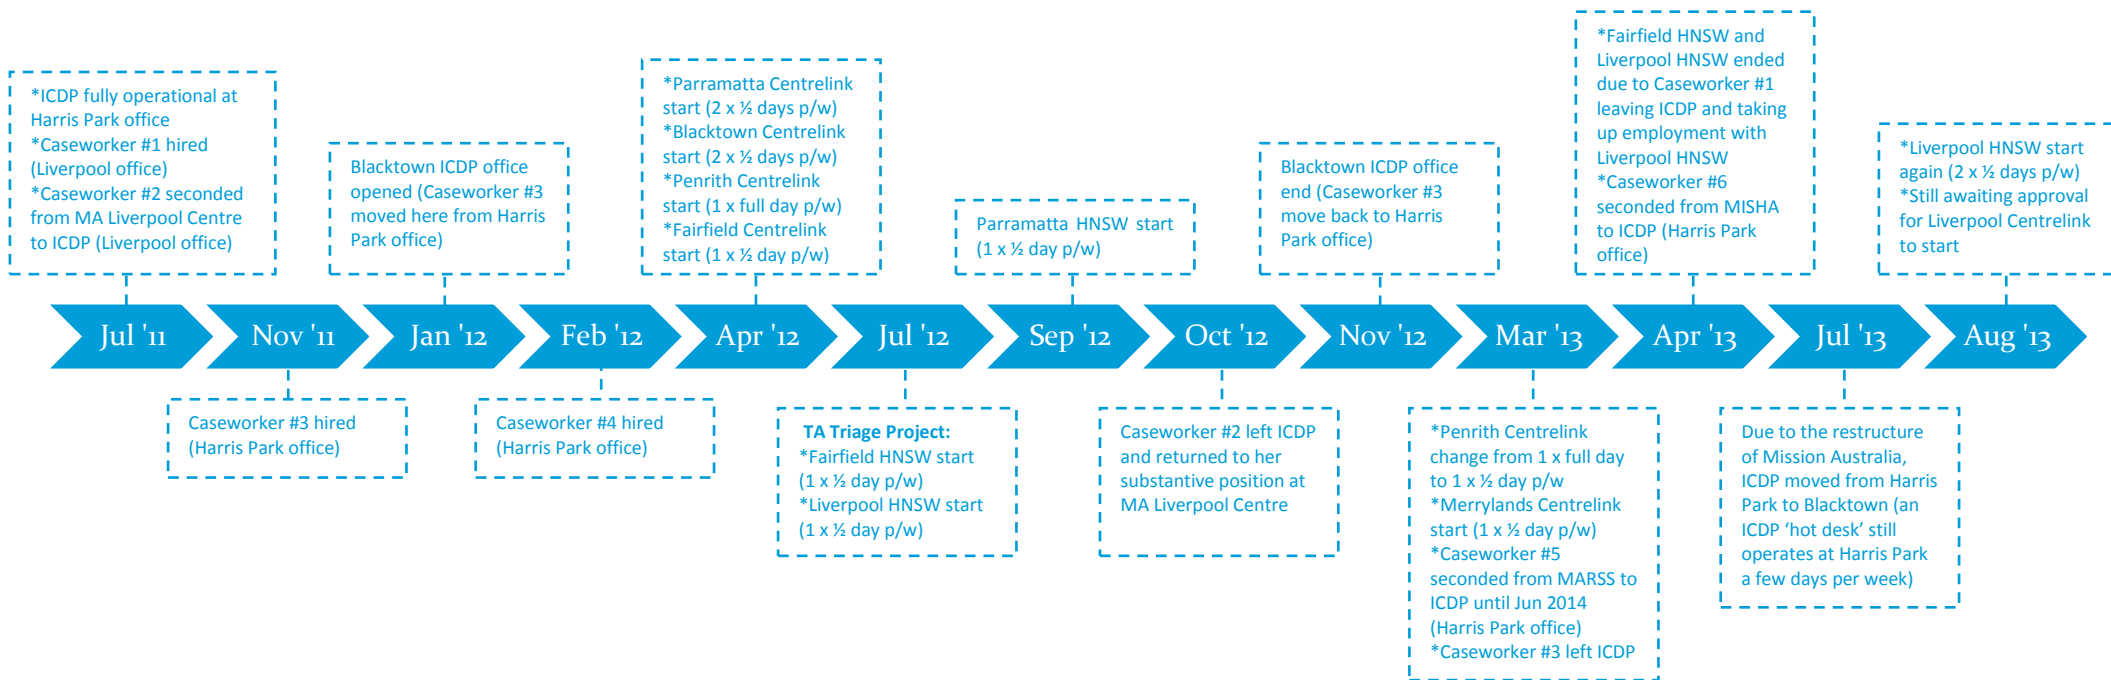 *ICDP fully operational at
Harris Park office
*Caseworker #1 hired
(Liverpool office)
*Caseworker #2 seconded
from MA Liverpool Centre
to ICDP (Liverpool office)
Blacktown ICDP office
opened (Caseworker #3
moved here from Harris
Park office)
*Parramatta Centrelink
start (2 x ½ days p/w)
*Blacktown Centrelink
start (2 x ½ days p/w)
*Penrith Centrelink
start (1 x full day p/w)
*Fairfield Centrelink
start (1 x ½ day p/w)
Parramatta HNSW start
(1 x ½ day p/w)
Blacktown ICDP office
end (Caseworker #3
move back to Harris
Park office)
*Fairfield HNSW and
Liverpool HNSW ended
due to Caseworker #1
leaving ICDP and taking
up employment with
Liverpool HNSW
*Caseworker #6
seconded from MISHA
to ICDP (Harris Park
office)
*Liverpool HNSW start
again (2 x ½ days p/w)
*Still awaiting approval
for Liverpool Centrelink
to start
Jul '11
Nov '11
Jan '12
Feb '12
Apr '12
Jul '12
Sep '12
Oct '12
Nov '12
Mar '13
Apr '13
Jul '13
Aug '13
Caseworker #3 hired
(Harris Park office)
Caseworker #4 hired
(Harris Park office)
TA Triage Project:
*Fairfield HNSW start
(1 x ½ day p/w)
*Liverpool HNSW start
(1 x ½ day p/w)
Caseworker #2 left ICDP
and returned to her
substantive position at
MA Liverpool Centre
*Penrith Centrelink
change from 1 x full day
to 1 x ½ day p/w
*Merrylands Centrelink
start (1 x ½ day p/w)
*Caseworker #5
seconded from MARSS to
ICDP until Jun 2014
(Harris Park office)
*Caseworker #3 left ICDP
Due to the restructure
of Mission Australia,
ICDP moved from Harris
Park to Blacktown (an
ICDP ‘hot desk’ still
operates at Harris Park
a few days per week)